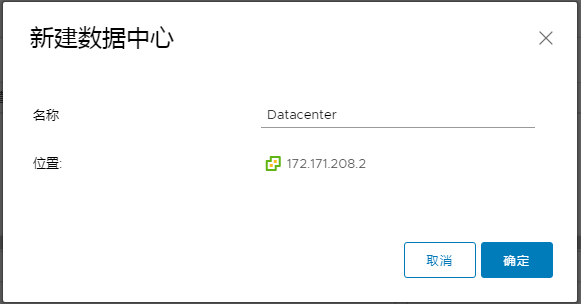 新建数据中心
名称 Datacenter
位置: 172.171.208.2
取消 确定